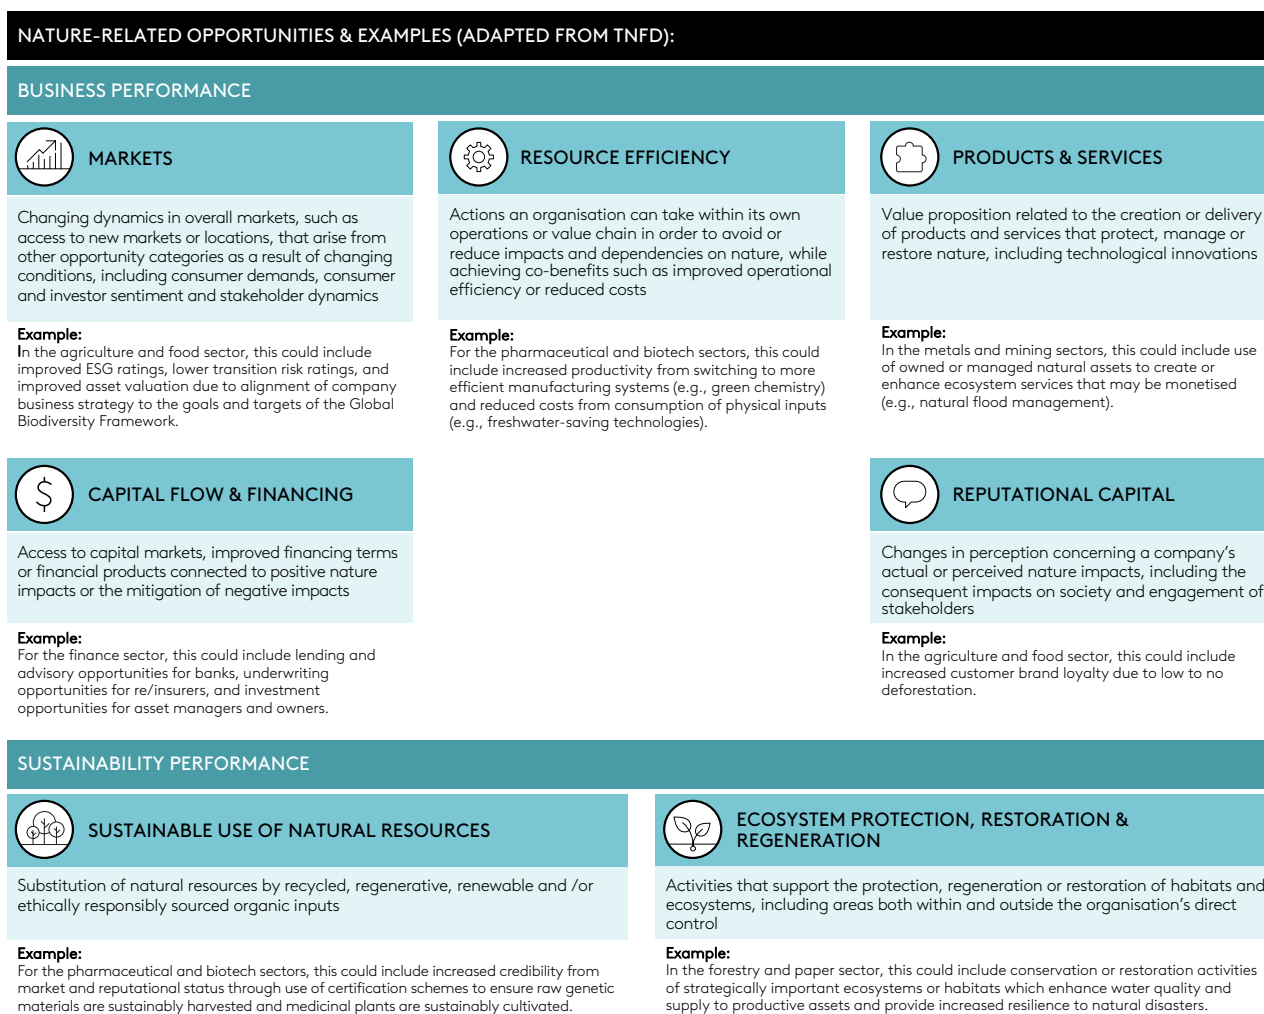 NATURE-RELATED OPPORTUNITIES & EXAMPLES (ADAPTED FROM TNFD):
BUSINESS PERFORMANCE
MARKETS
Changing dynamics in overall markets, such as
access to new markets or locations, that arise from
other opportunity categories as a result of changing
conditions, including consumer demands, consumer
and investor sentiment and stakeholder dynamics
Example:
In the agriculture and food sector, this could include
improved ESG ratings, lower transition risk ratings, and
improved asset valuation due to alignment of company
business strategy to the goals and targets of the Global
Biodiversity Framework.
RESOURCE EFFICIENCY
Actions an organisation can take within its own
operations or value chain in order to avoid or
reduce impacts and dependencies on nature, while
achieving co-benefits such as improved operational
efficiency or reduced costs
Example:
For the pharmaceutical and biotech sectors, this could
include increased productivity from switching to more
efficient manufacturing systems (e.g., green chemistry)
and reduced costs from consumption of physical inputs
(e.g., freshwater-saving technologies).
PRODUCTS & SERVICES
Value proposition related to the creation or delivery
of products and services that protect, manage or
restore nature, including technological innovations
Example:
In the metals and mining sectors, this could include use
of owned or managed natural assets to create or
enhance ecosystem services that may be monetised
(e.g., natural flood management).
CAPITAL FLOW & FINANCING
Access to capital markets, improved financing terms
or financial products connected to positive nature
impacts or the mitigation of negative impacts
Example:
For the finance sector, this could include lending and
advisory opportunities for banks, underwriting
opportunities for re/insurers, and investment
opportunities for asset managers and owners.
REPUTATIONAL CAPITAL
Changes in perception concerning a company's
actual or perceived nature impacts, including the
consequent impacts on society and engagement of
stakeholders
Example:
In the agriculture and food sector, this could include
increased customer brand loyalty due to low to no
deforestation.
SUSTAINABILITY PERFORMANCE
SUSTAINABLE USE OF NATURAL RESOURCES
Substitution of natural resources by recycled, regenerative, renewable and /or
ethically responsibly sourced organic inputs
Example:
For the pharmaceutical and biotech sectors, this could include increased credibility from
market and reputational status through use of certification schemes to ensure raw genetic
materials are sustainably harvested and medicinal plants are sustainably cultivated.
ECOSYSTEM PROTECTION, RESTORATION &
REGENERATION
Activities that support the protection, regeneration or restoration of habitats and
ecosystems, including areas both within and outside the organisation's direct
control
Example:
In the forestry and paper sector, this could include conservation or restoration activities
of strategically important ecosystems or habitats which enhance water quality and
supply to productive assets and provide increased resilience to natural disasters.